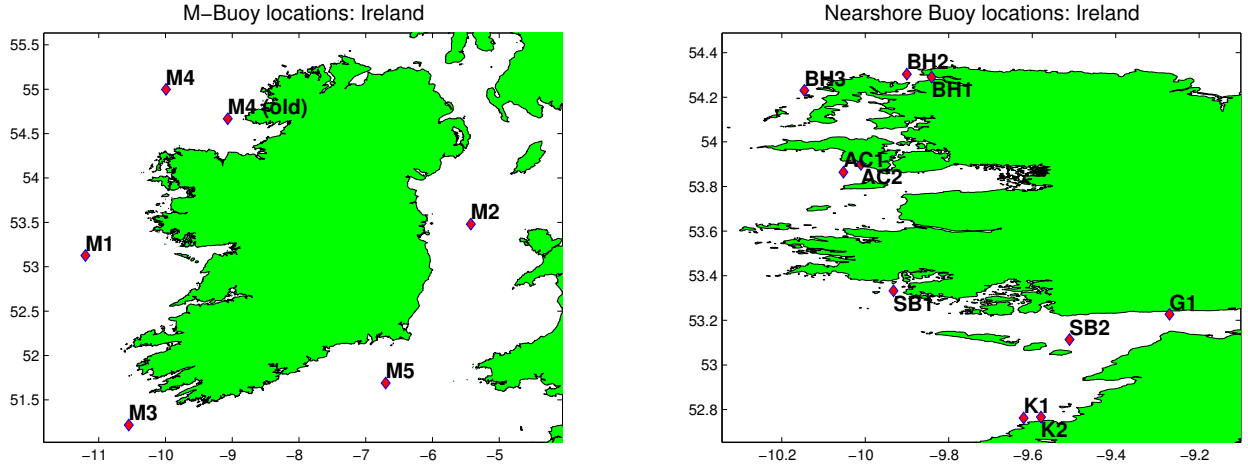 M−Buoy locations: Ireland
55.5
55
54.5
54
53.5
53
52.5
52
51.5
−11
−10
−9
−8
−7
−6
−5
M4
M4 (old)
M2
M1
M5
M3
Nearshore Buoy locations: Ireland
54.4
54.2
54
53.8
53.6
53.4
53.2
53
52.8
−10.2
−10
−9.8
−9.6
−9.4
−9.2
BH2
BH3
BH1
AC1
AC2
SB1
G1
SB2
K1
K2